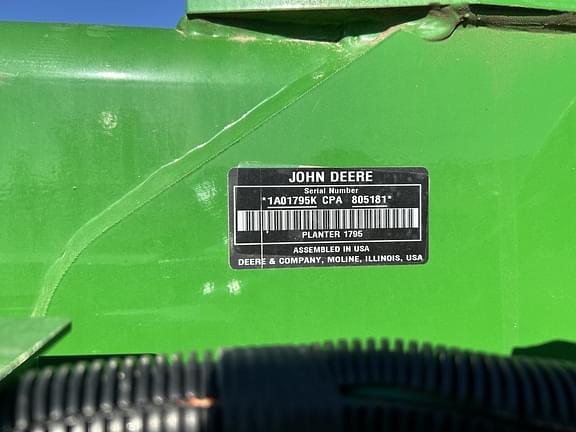 JOHN DEERE
Serial Number
*1A01795K CPA 805181*
PLANTER 1795
ASSEMBLED IN USA
DEERE & COMPANY, MOLINE, ILLINOIS, USA